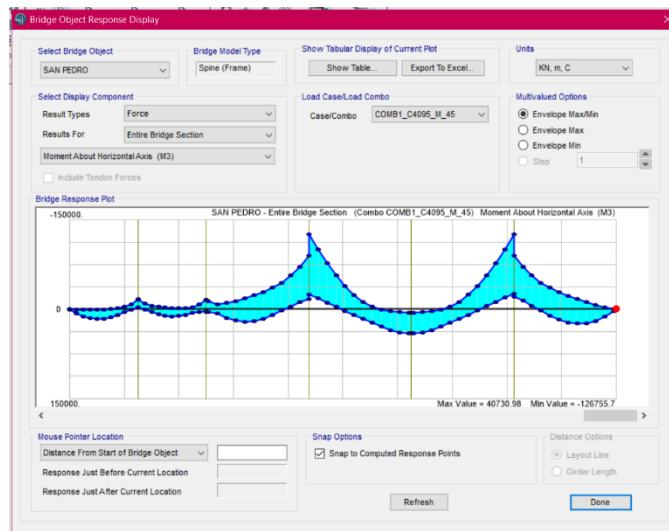 Bridge Object Response Display
Select Bridge Object
SAN PEDRO
Bridge Model Type
Spine (Frame)
Show Tabular Display of Current Plot
Show Table...
Export To Excel...
Units
KN, m, C
Select Display Component
Result Types
Force
Results For
Entire Bridge Section
Moment About Horizontal Axis (M3)
Include Tendon Forces
Load Case/Load Combo
Case/Combo
COMB1_C4095_M_45
Multivalued Options
Envelope Max/Min
Envelope Max
Envelope Min
Step
1
Bridge Response Plot
-150000.
SAN PEDRO - Entire Bridge Section (Combo COMB1_C4095_M_45) Moment About Horizontal Axis (M3)
0
150000.
Max Value = 40730.98 Min Value = -126755.7
Mouse Pointer Location
Distance From Start of Bridge Object
Response Just Before Current Location
Response Just After Current Location
Snap Options
Snap to Computed Response Points
Distance Options
Layout Line
Girder Length
Refresh
Done